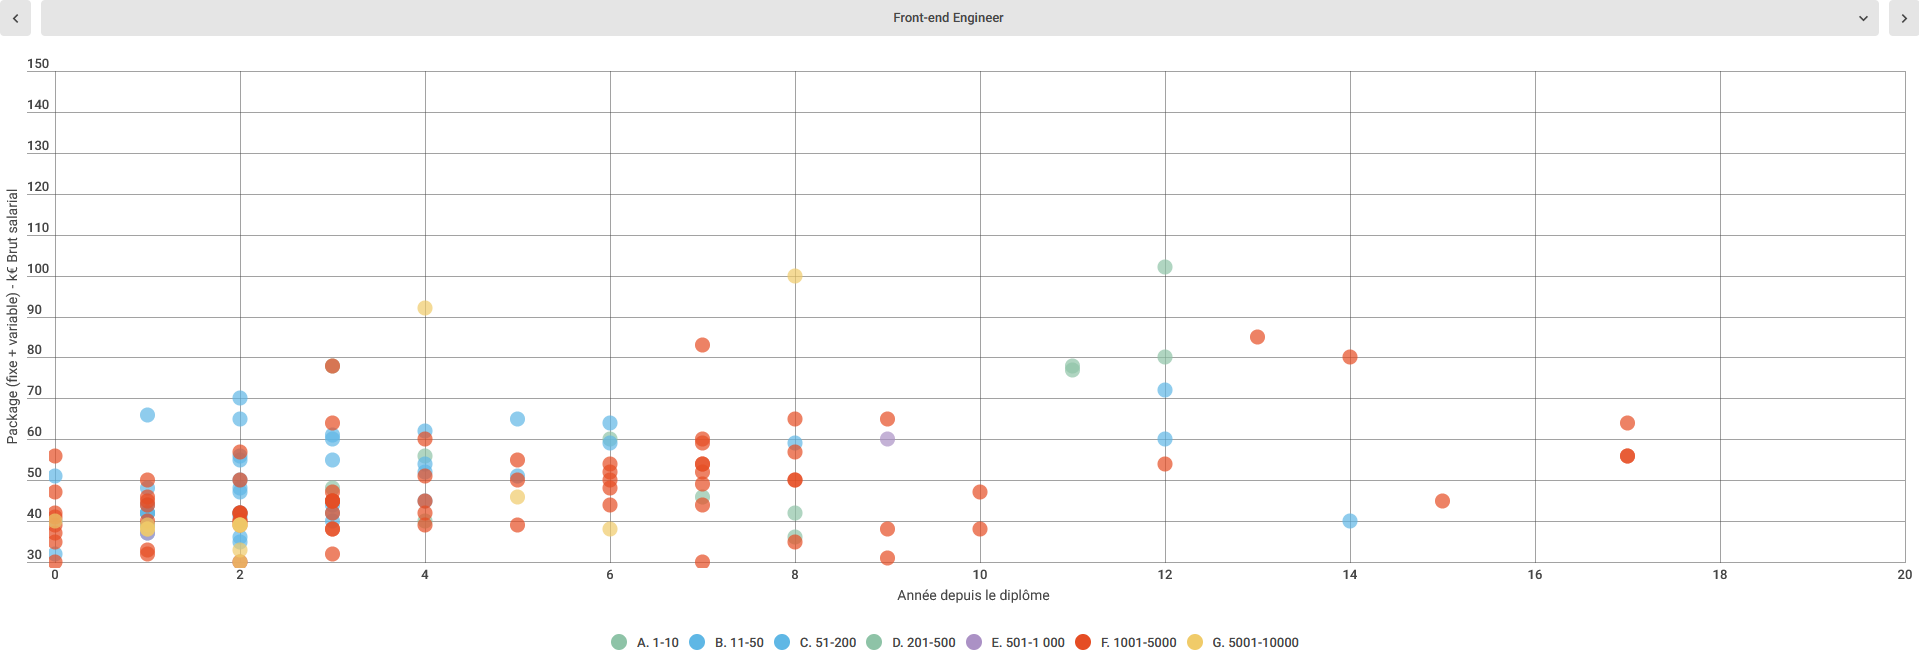 Front-end Engineer
150
140
130
120
110
100
90
80
70
60
50
40
30
Package (fixe + variable) - k€ Brut salarial
0 2 4 6 8 10 12 14 16 18 20
Année depuis le diplôme
A. 1-10 B. 11-50 C. 51-200 D. 201-500 E. 501-1 000 F. 1001-5000 G. 5001-10000